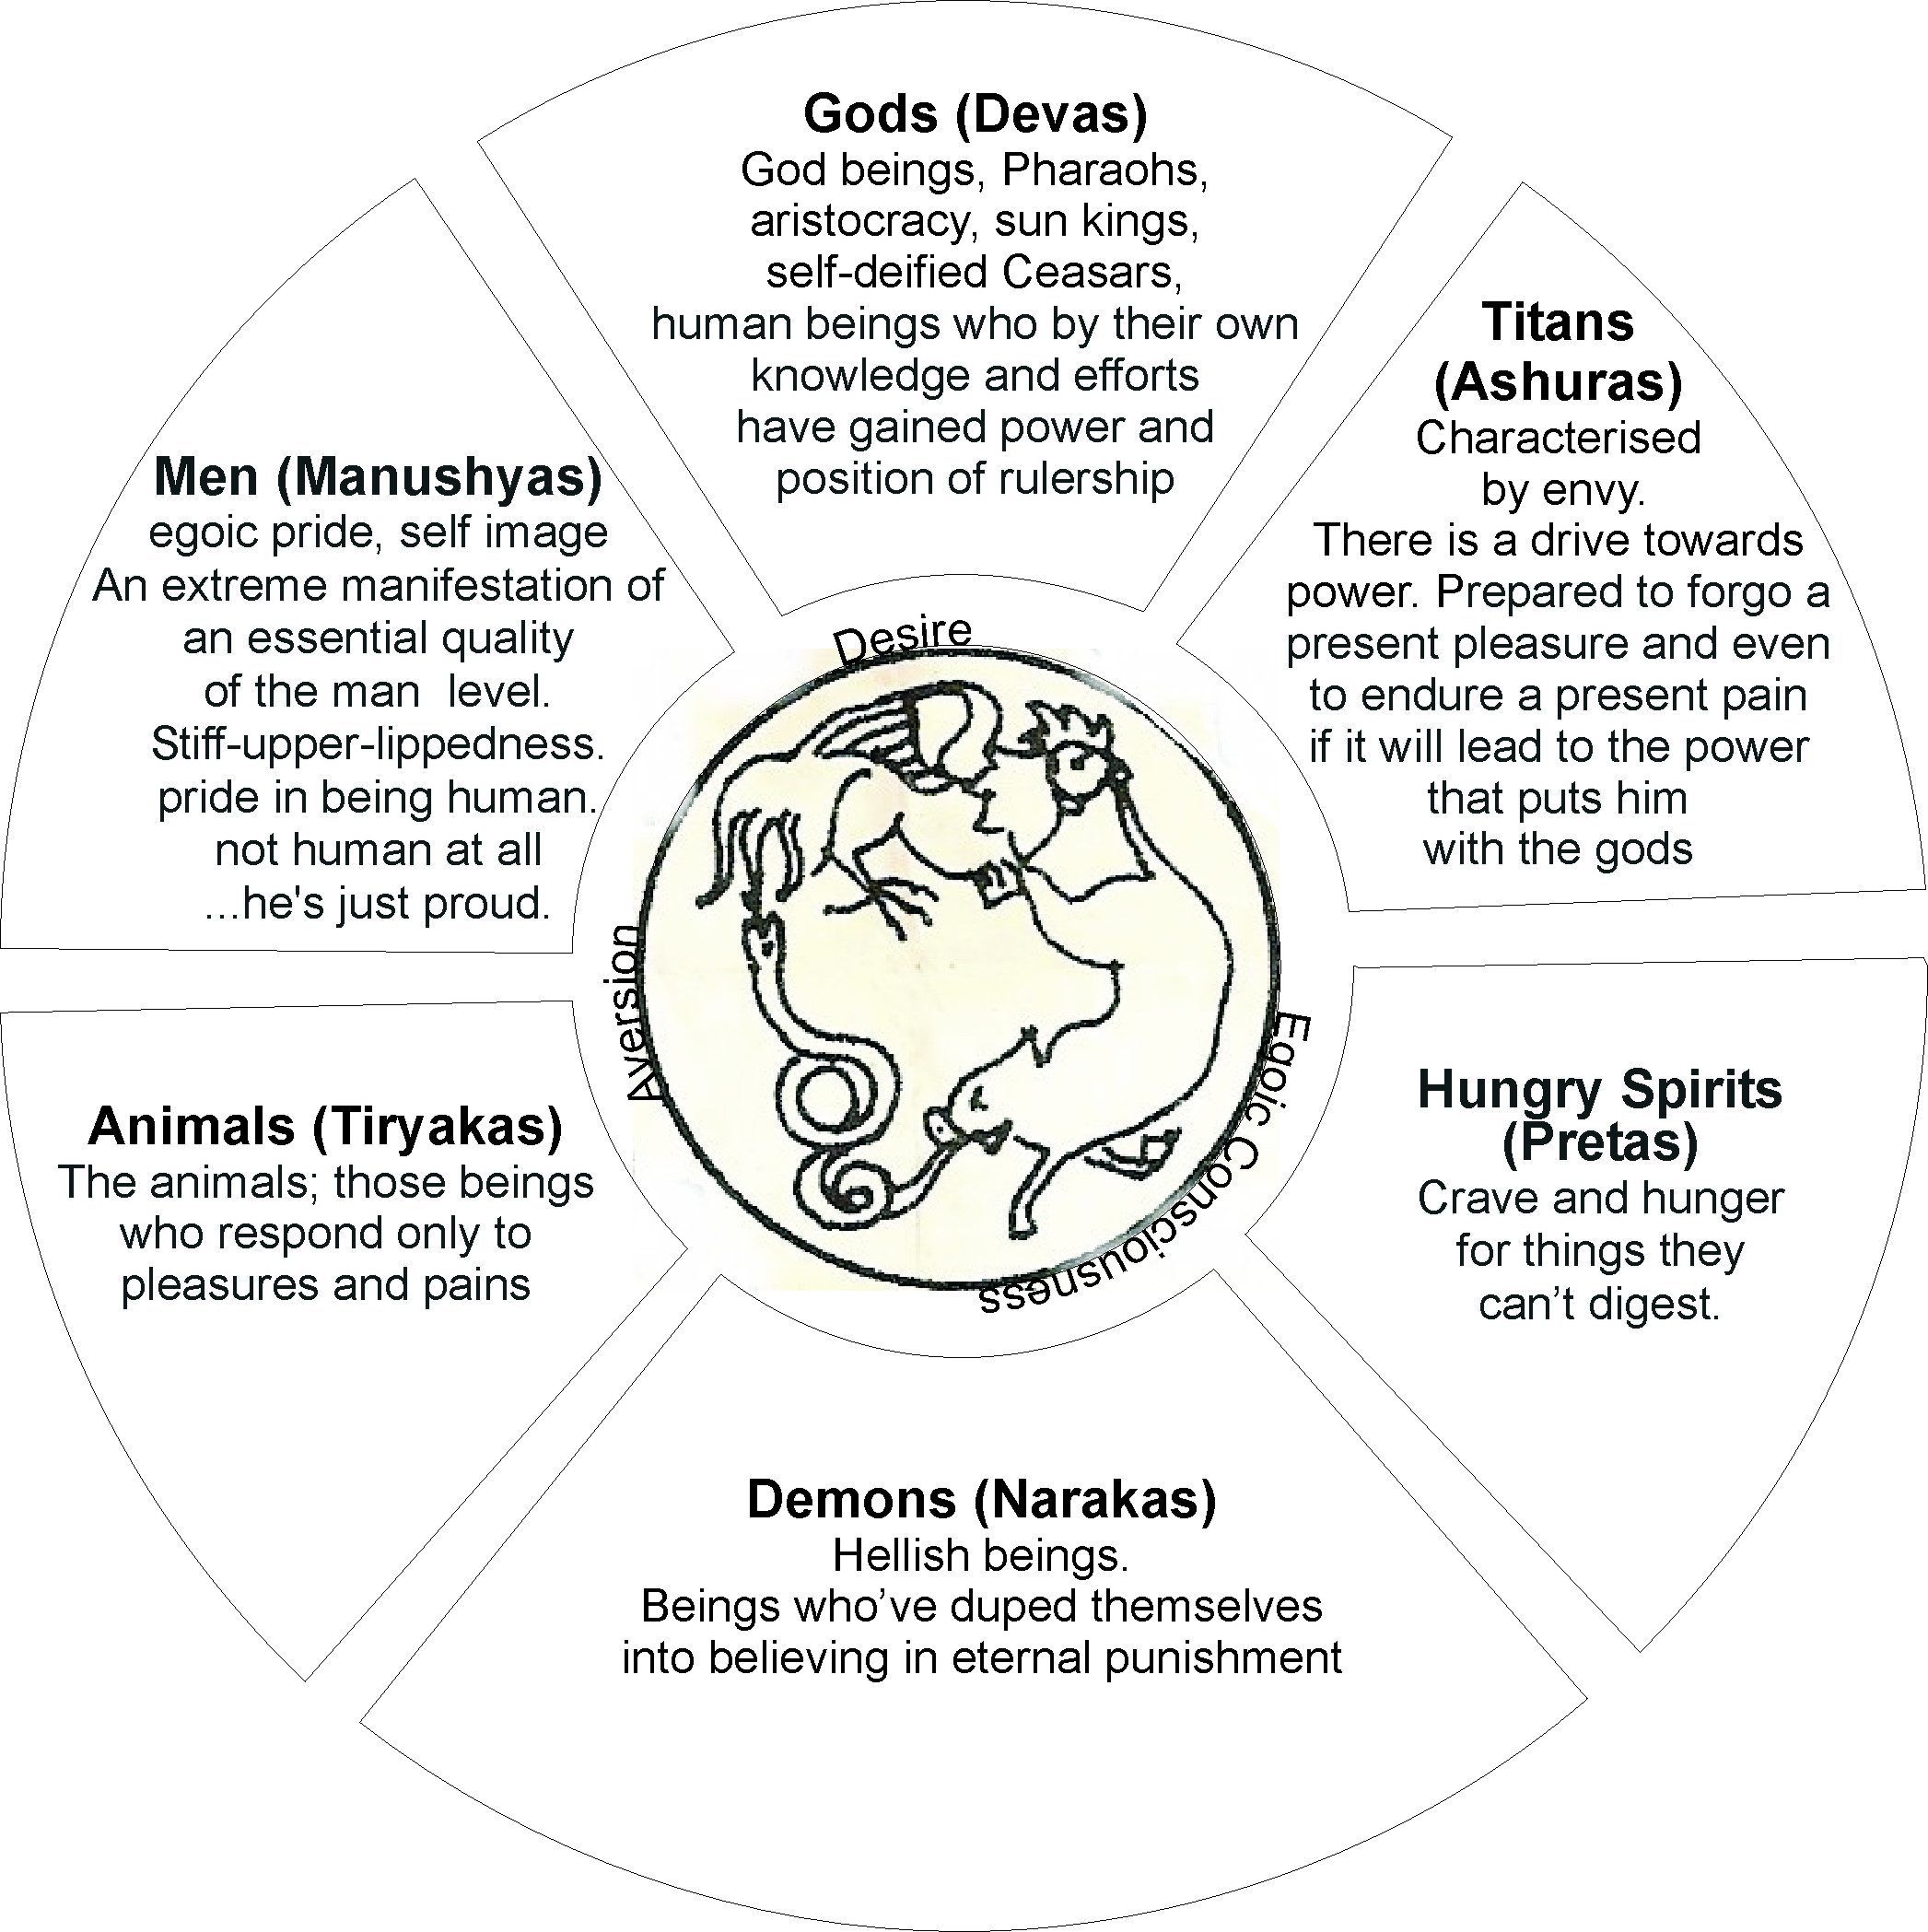 Gods (Devas)
God beings, Pharaohs,
aristocracy, sun kings,
self-deified Ceasars,
human beings who by their own
knowledge and efforts
have gained power and
position of rulership
Titans
(Ashuras)
Characterised
by envy.
There is a drive towards
power. Prepared to forgo a
present pleasure and even
to endure a present pain
if it will lead to the power
that puts him
with the gods
Hungry Spirits
(Pretas)
Crave and hunger
for things they
can’t digest.
Demons (Narakas)
Hellish beings.
Beings who’ve duped themselves
into believing in eternal punishment
Animals (Tiryakas)
The animals; those beings
who respond only to
pleasures and pains
Men (Manushyas)
egoic pride, self image
An extreme manifestation of
an essential quality
of the man  level.
Stiff-upper-lippedness.
pride in being human.
not human at all
...he's just proud.
Desire
Egoic Consciousness
Aversion